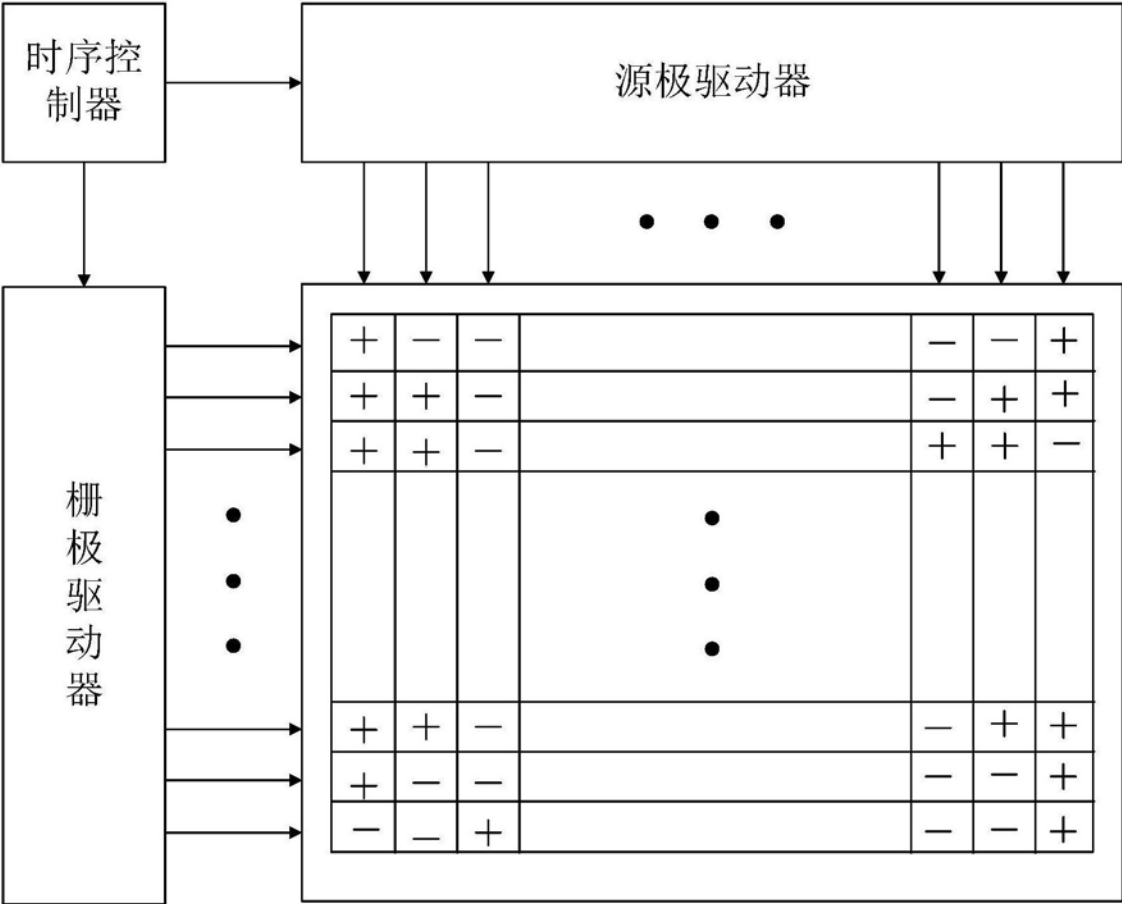 时序控
制器
源极驱动器
+ − − − − +
+ + − − + +
+ + − + + −
栅
极
驱
动
器
+ + − − + +
+ − − − − +
− − + − − +